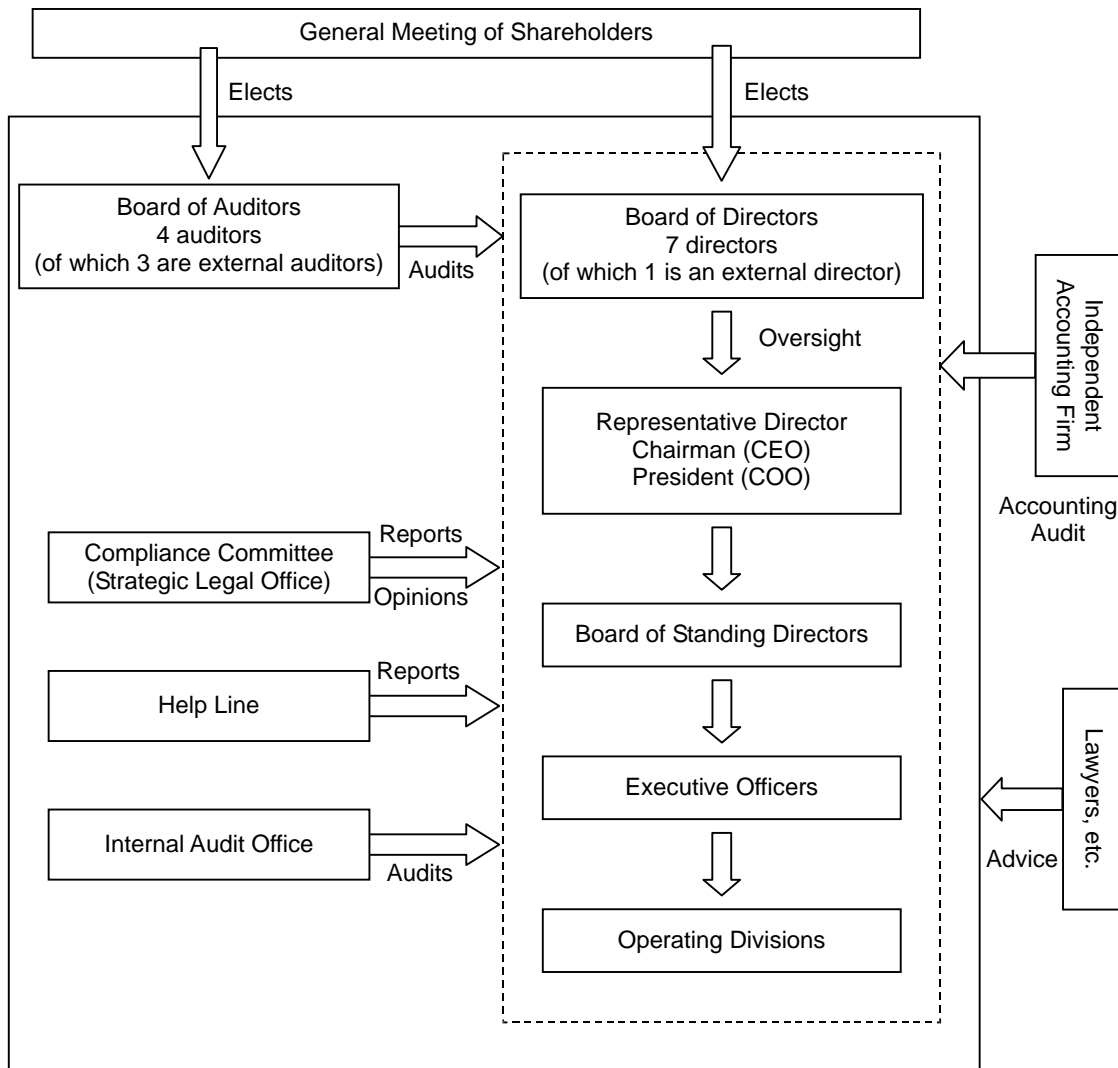 General Meeting of Shareholders
Elects
Elects
Board of Auditors
4 auditors
(of which 3 are external auditors)
Audits
Board of Directors
7 directors
(of which 1 is an external director)
Oversight
Independent
Accounting Firm
Accounting
Audit
Representative Director
Chairman (CEO)
President (COO)
Compliance Committee
(Strategic Legal Office)
Reports
Opinions
Board of Standing Directors
Help Line
Reports
Executive Officers
Lawyers, etc.
Advice
Internal Audit Office
Audits
Operating Divisions